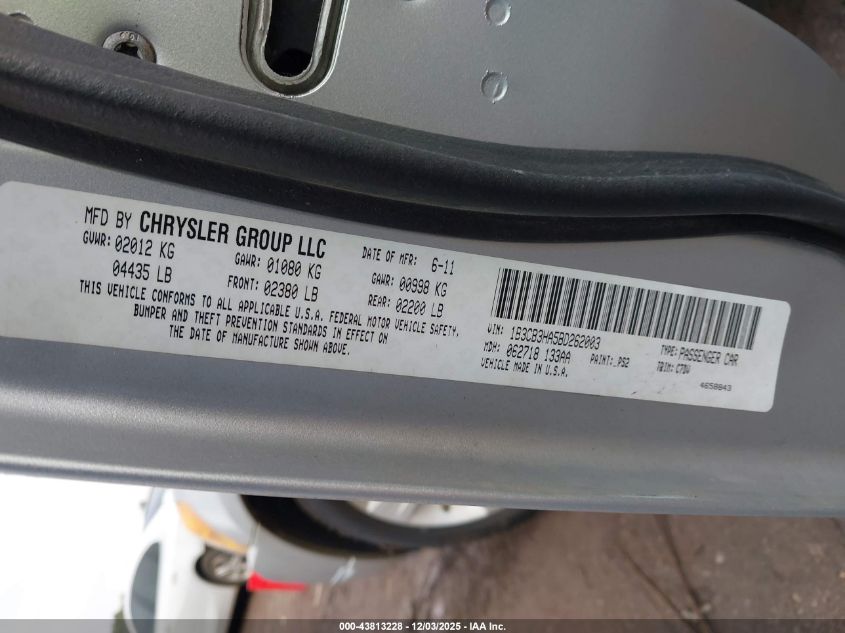 MFD BY CHRYSLER GROUP LLC
DATE OF MFR: 6-11
GVWR: 02012 KG
GAWR: 01080 KG
GAWR: 00998 KG
04435 LB
FRONT: 02380 LB
REAR: 02200 LB
THIS VEHICLE CONFORMS TO ALL APPLICABLE U.S.A. FEDERAL MOTOR VEHICLE SAFETY,
BUMPER AND THEFT PREVENTION STANDARDS IN EFFECT ON
THE DATE OF MANUFACTURE SHOWN ABOVE.
VIN: 1B3CB3HA5BD262003
TYPE: PASSENGER CAR
MDH: 062718 133AA
PAINT: PS2
TRIM: C7DV
VEHICLE MADE IN U.S.A.
4658843
000-43813228 - 12/03/2025 - IAA Inc.